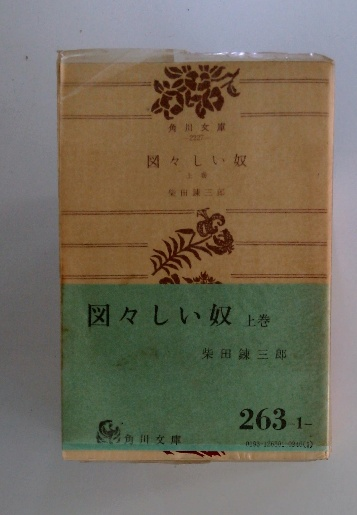 角川文庫
図々しい奴
上巻
柴田錬三郎
図々しい奴 上巻
柴田錬三郎
263-1-
角川文庫